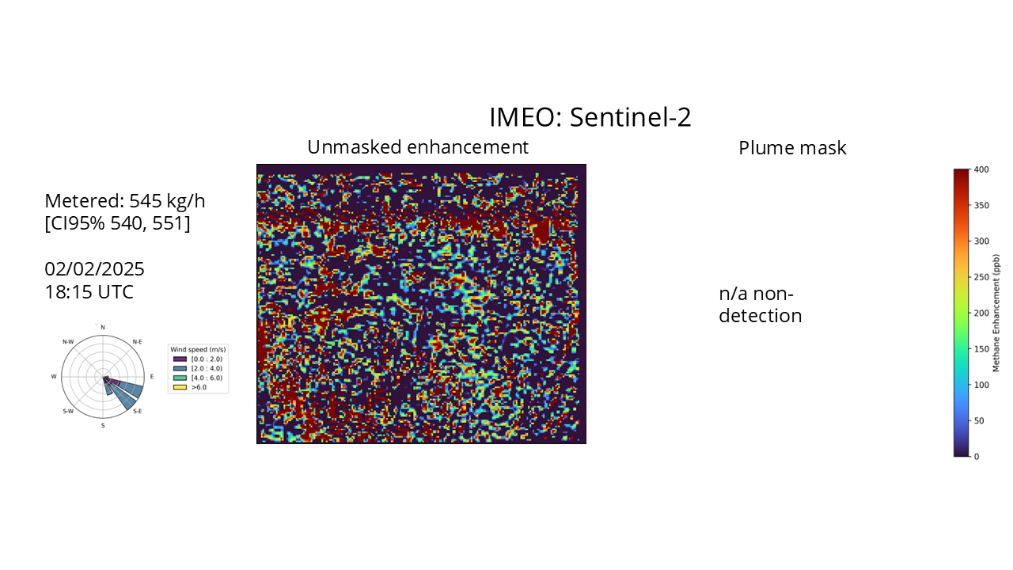 IMEO: Sentinel-2
Unmasked enhancement
Plume mask
Metered: 545 kg/h
[CI95% 540, 551]
02/02/2025
18:15 UTC
N
N-W
N-E
W
E
S-W
S-E
S
Wind speed (m/s)
[0.0 : 2.0)
[2.0 : 4.0)
[4.0 : 6.0)
>6.0
n/a non-
detection
400
350
300
250
200
150
100
50
0
Methane Enhancement (ppb)